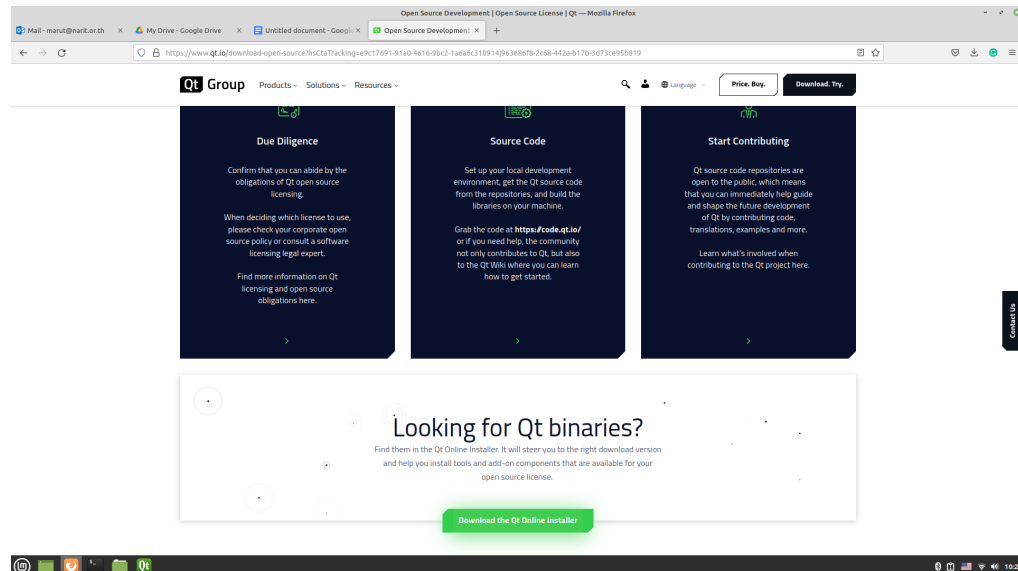 Open Source Development | Open Source License | Qt — Mozilla Firefox
Mail - marut@narit.or.th
My Drive - Google Drive
Untitled document - Googl
Open Source Development
https://www.qt.io/download-open-source?hsCtaTracking=e9c17691-91a0-4616-9bc2-1a6a6c318914|963686f8-2c68-442a-b17b-3d73ce95b819
Qt Group
Products
Solutions
Resources
Language
Price. Buy.
Download. Try.
Due Diligence
Confirm that you can abide by the
obligations of Qt open source
licensing.
When deciding which license to use,
please check your corporate open
source policy or consult a software
licensing legal expert.
Find more information on Qt
licensing and open source
obligations here.
Source Code
Set up your local development
environment, get the Qt source code
from the repositories, and build the
libraries on your machine.
Grab the code at https://code.qt.io/
or if you need help, the community
not only contributes to Qt, but also
to the Qt Wiki where you can learn
how to get started.
Start Contributing
Qt source code repositories are
open to the public, which means
that you can immediately help guide
and shape the future development
of Qt by contributing code,
translations, examples and more.
Learn what's involved when
contributing to the Qt project here.
Contact Us
Looking for Qt binaries?
Find them in the Qt Online Installer. It will steer you to the right download version
and help you install tools and add-on components that are available for your
open source license.
Download the Qt Online Installer
Qt
10:2